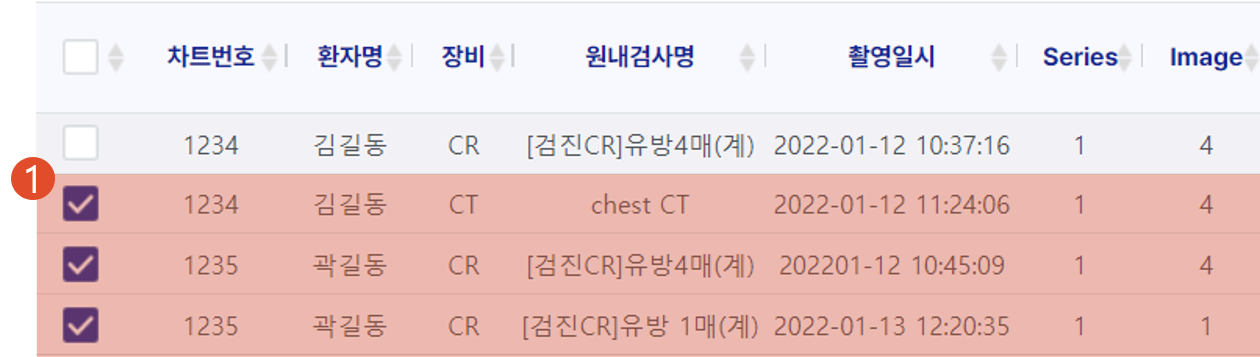 차트번호 환자명 장비 원내검사명 촬영일시 Series Image
1234 김길동 CR [검진CR]유방4매(계) 2022-01-12 10:37:16 1 4
1
1234 김길동 CT chest CT 2022-01-12 11:24:06 1 4
1235 곽길동 CR [검진CR]유방4매(계) 202201-12 10:45:09 1 4
1235 곽길동 CR [검진CR]유방 1매(계) 2022-01-13 12:20:35 1 1